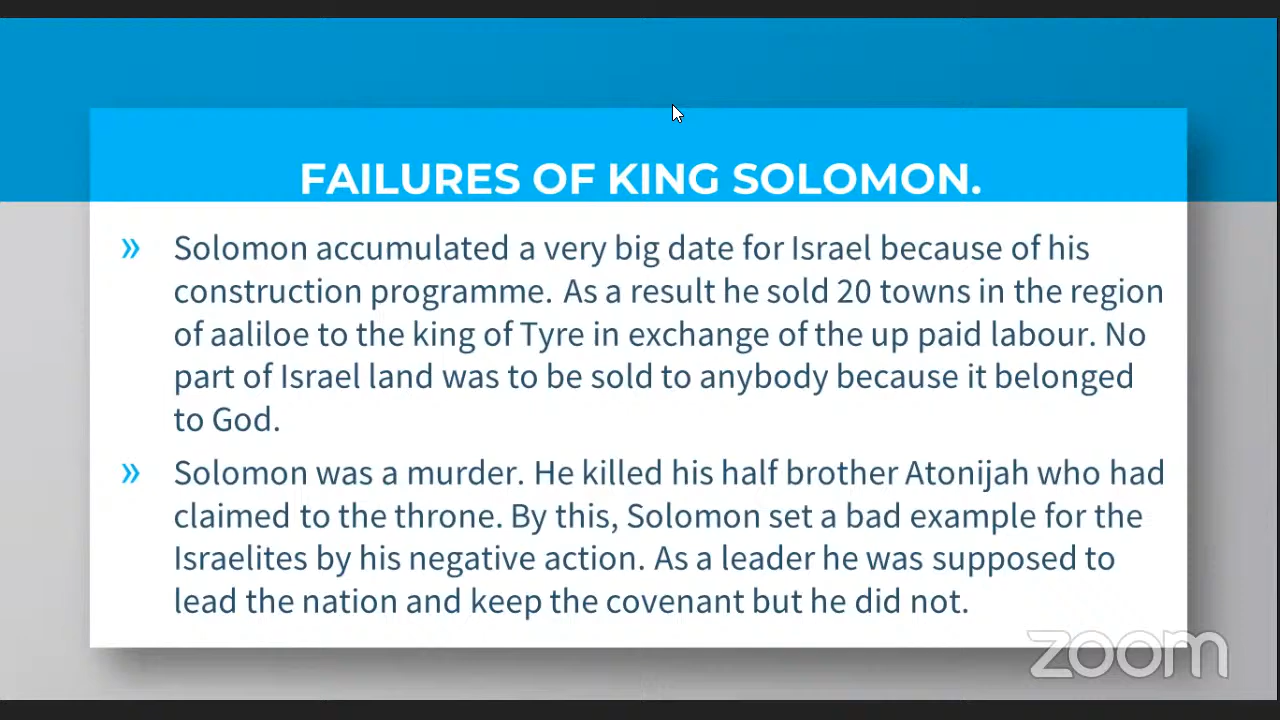 FAILURES OF KING SOLOMON.
» Solomon accumulated a very big date for Israel because of his
construction programme. As a result he sold 20 towns in the region
of aaliloe to the king of Tyre in exchange of the up paid labour. No
part of Israel land was to be sold to anybody because it belonged
to God.
» Solomon was a murder. He killed his half brother Atonijah who had
claimed to the throne. By this, Solomon set a bad example for the
Israelites by his negative action. As a leader he was supposed to
lead the nation and keep the covenant but he did not.
zoom